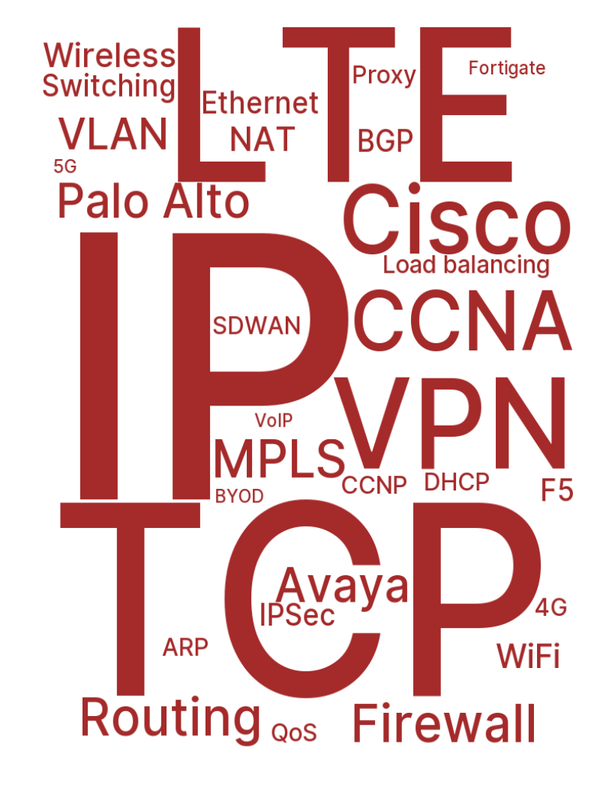 LTE
Wireless
Switching
Proxy
Fortigate
Ethernet
VLAN
NAT
BGP
5G
Palo Alto
Cisco
Load balancing
IP
SDWAN
CCNA
VPN
VoIP
MPLS
CCNP
DHCP
F5
BYOD
TCP
Avaya
IPSec
4G
ARP
WiFi
Routing
QoS
Firewall